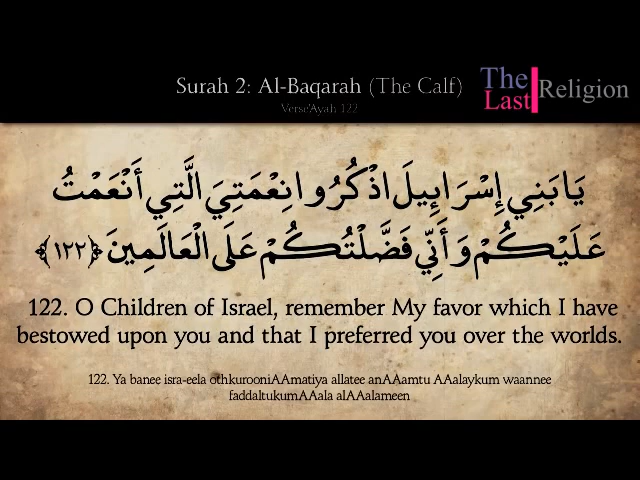 Surah 2: Al-Baqarah (The Calf)
The Last Religion
Verse'Ayah 122
يَا بَنِي إِسْرَائِيلَ اذْكُرُوا نِعْمَتِيَ الَّتِي أَنْعَمْتُ
عَلَيْكُمْ وَأَنِّي فَضَّلْتُكُمْ عَلَى الْعَالَمِينَ ﴿١٢٢﴾
122. O Children of Israel, remember My favor which I have
bestowed upon you and that I preferred you over the worlds.
122. Ya banee isra-eela othkurooniAAmatiya allatee anAAamtu AAalaykum waannee
faddaltukumAAala alAAalameen